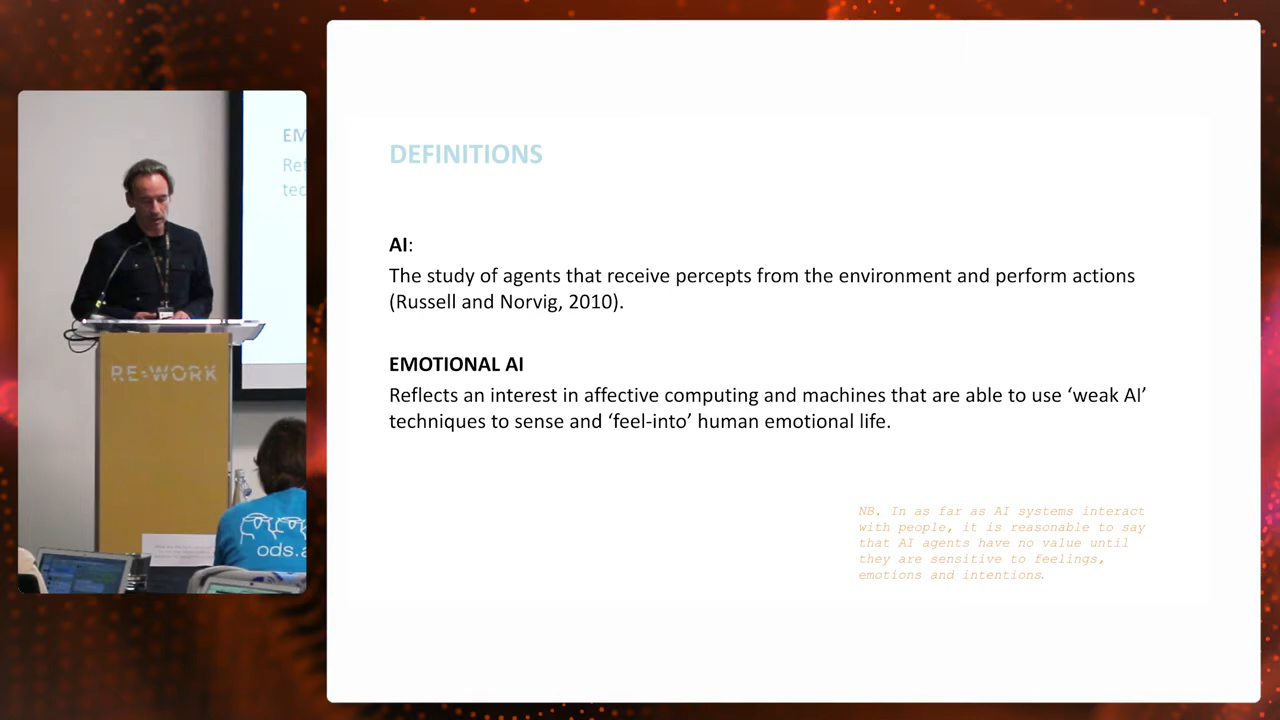 DEFINITIONS
AI:
The study of agents that receive percepts from the environment and perform actions
(Russell and Norvig, 2010).
EMOTIONAL AI
Reflects an interest in affective computing and machines that are able to use ‘weak AI’
techniques to sense and ‘feel-into’ human emotional life.
NB. In as far as AI systems interact
with people, it is reasonable to say
that AI agents have no value until
they are sensitive to feelings,
emotions and intentions.
EM
Ref
tec
RE•WORK
ods.a